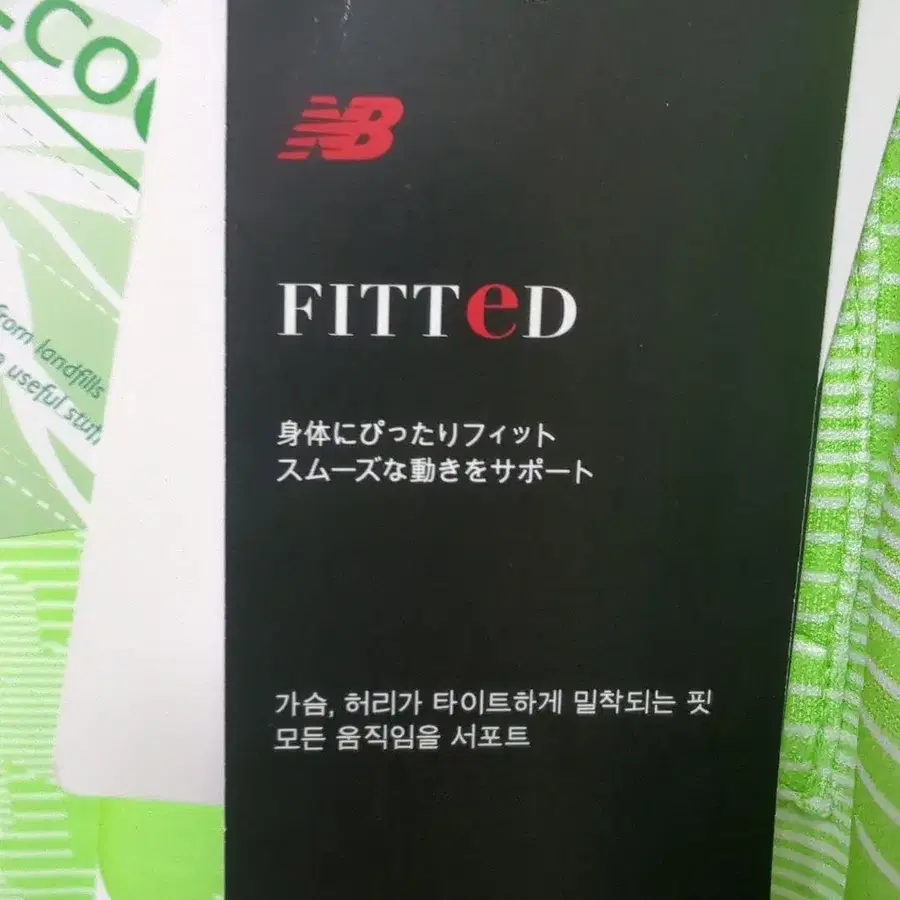 NB
FITTeD
身体にぴったりフィット
スムーズな動きをサポート
가슴, 허리가 타이트하게 밀착되는 핏
모든 움직임을 서포트
from landfills
useful stuff